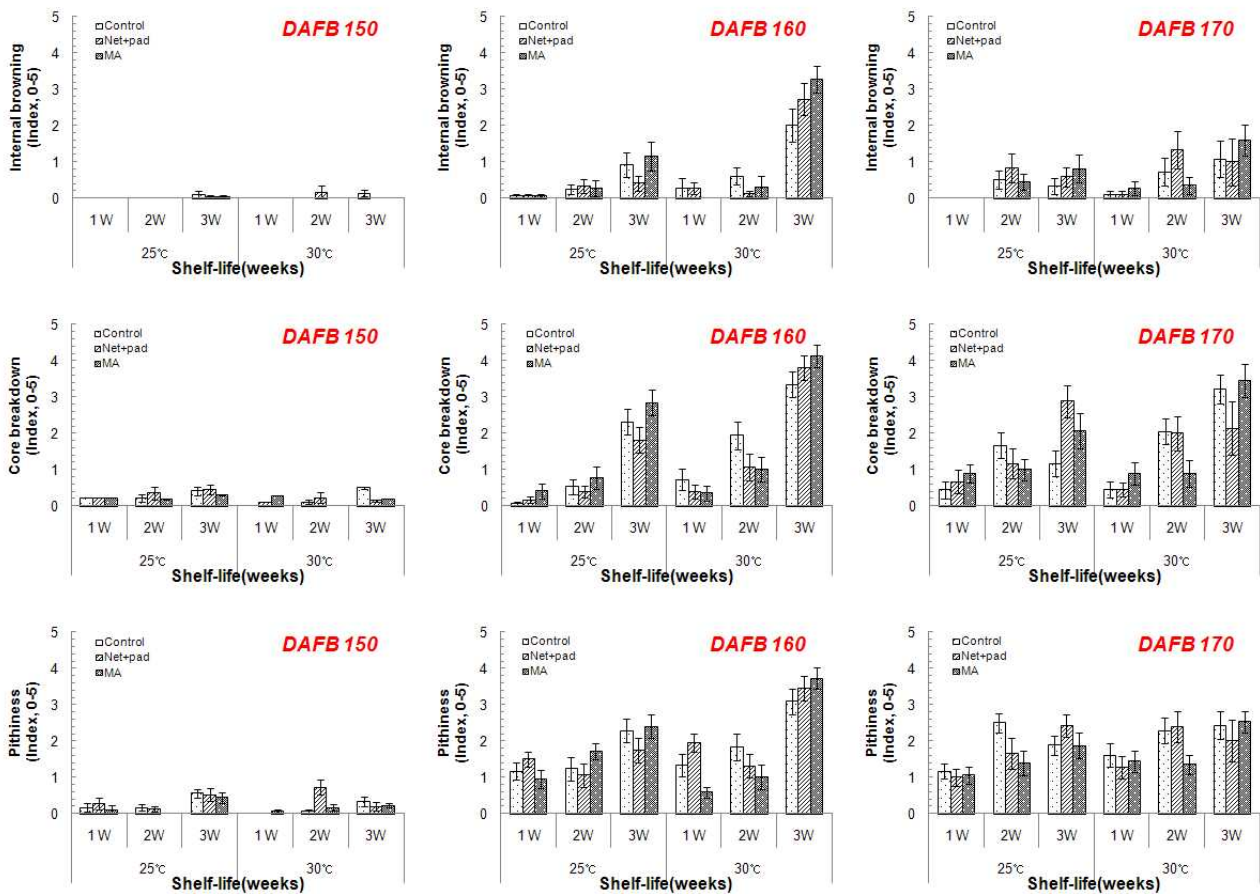 DAFB 150
5
4
3
2
1
0
Internal browning
(Index, 0-5)
Control
Net+pad
MA
1 W 2W 3W 1 W 2W 3W
25℃ 30℃
Shelf-life(weeks)
DAFB 160
5
4
3
2
1
0
Internal browning
(Index, 0-5)
Control
Net+pad
MA
1 W 2W 3W 1 W 2W 3W
25℃ 30℃
Shelf-life(weeks)
DAFB 170
5
4
3
2
1
0
Internal browning
(Index, 0-5)
Control
Net+pad
MA
1 W 2W 3W 1 W 2W 3W
25℃ 30℃
Shelf-life(weeks)
DAFB 150
5
4
3
2
1
0
Core breakdown
(Index, 0-5)
Control
Net+pad
MA
1 W 2W 3W 1 W 2W 3W
25℃ 30℃
Shelf-life(weeks)
DAFB 160
5
4
3
2
1
0
Core breakdown
(Index, 0-5)
Control
Net+pad
MA
1 W 2W 3W 1 W 2W 3W
25℃ 30℃
Shelf-life(weeks)
DAFB 170
5
4
3
2
1
0
Core breakdown
(Index, 0-5)
Control
Net+pad
MA
1 W 2W 3W 1 W 2W 3W
25℃ 30℃
Shelf-life(weeks)
DAFB 150
5
4
3
2
1
0
Pithiness
(Index, 0-5)
Control
Net+pad
MA
1 W 2W 3W 1 W 2W 3W
25℃ 30℃
Shelf-life(weeks)
DAFB 160
5
4
3
2
1
0
Pithiness
(Index, 0-5)
Control
Net+pad
MA
1 W 2W 3W 1 W 2W 3W
25℃ 30℃
Shelf-life(weeks)
DAFB 170
5
4
3
2
1
0
Pithiness
(Index, 0-5)
Control
Net+pad
MA
1 W 2W 3W 1 W 2W 3W
25℃ 30℃
Shelf-life(weeks)